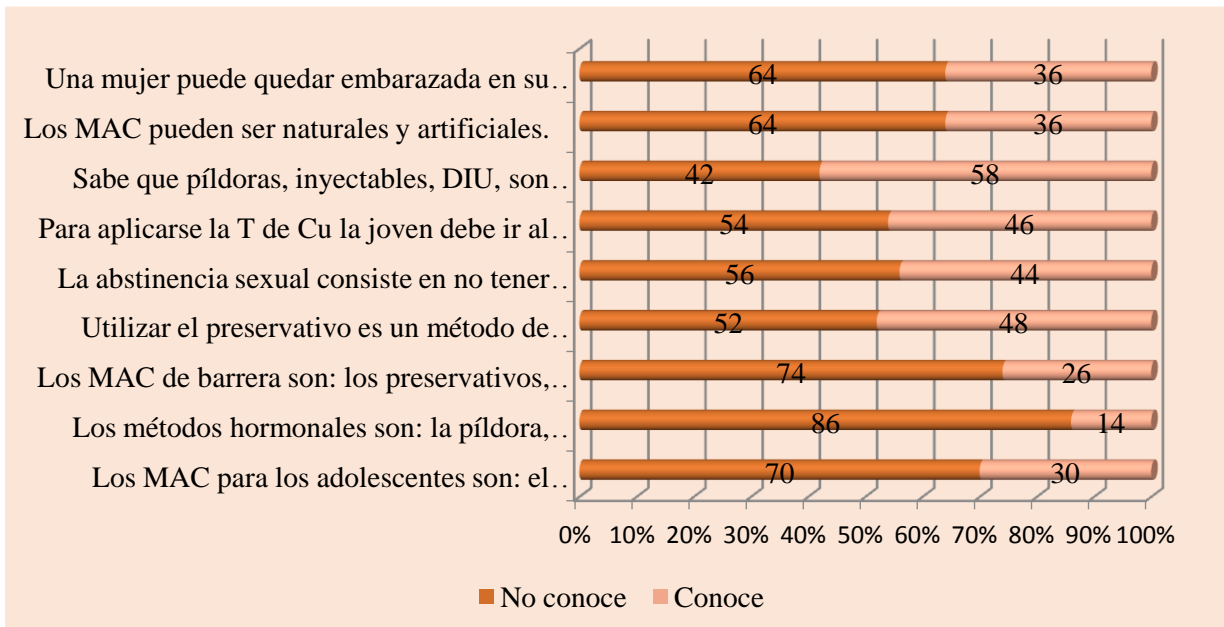 Una mujer puede quedar embarazada en su..
64 36
Los MAC pueden ser naturales y artificiales.
64 36
Sabe que píldoras, inyectables, DIU, son..
42 58
Para aplicarse la T de Cu la joven debe ir al..
54 46
La abstinencia sexual consiste en no tener..
56 44
Utilizar el preservativo es un método de..
52 48
Los MAC de barrera son: los preservativos,..
74 26
Los métodos hormonales son: la píldora,..
86 14
Los MAC para los adolescentes son: el..
70 30
0% 10% 20% 30% 40% 50% 60% 70% 80% 90% 100%
No conoce Conoce